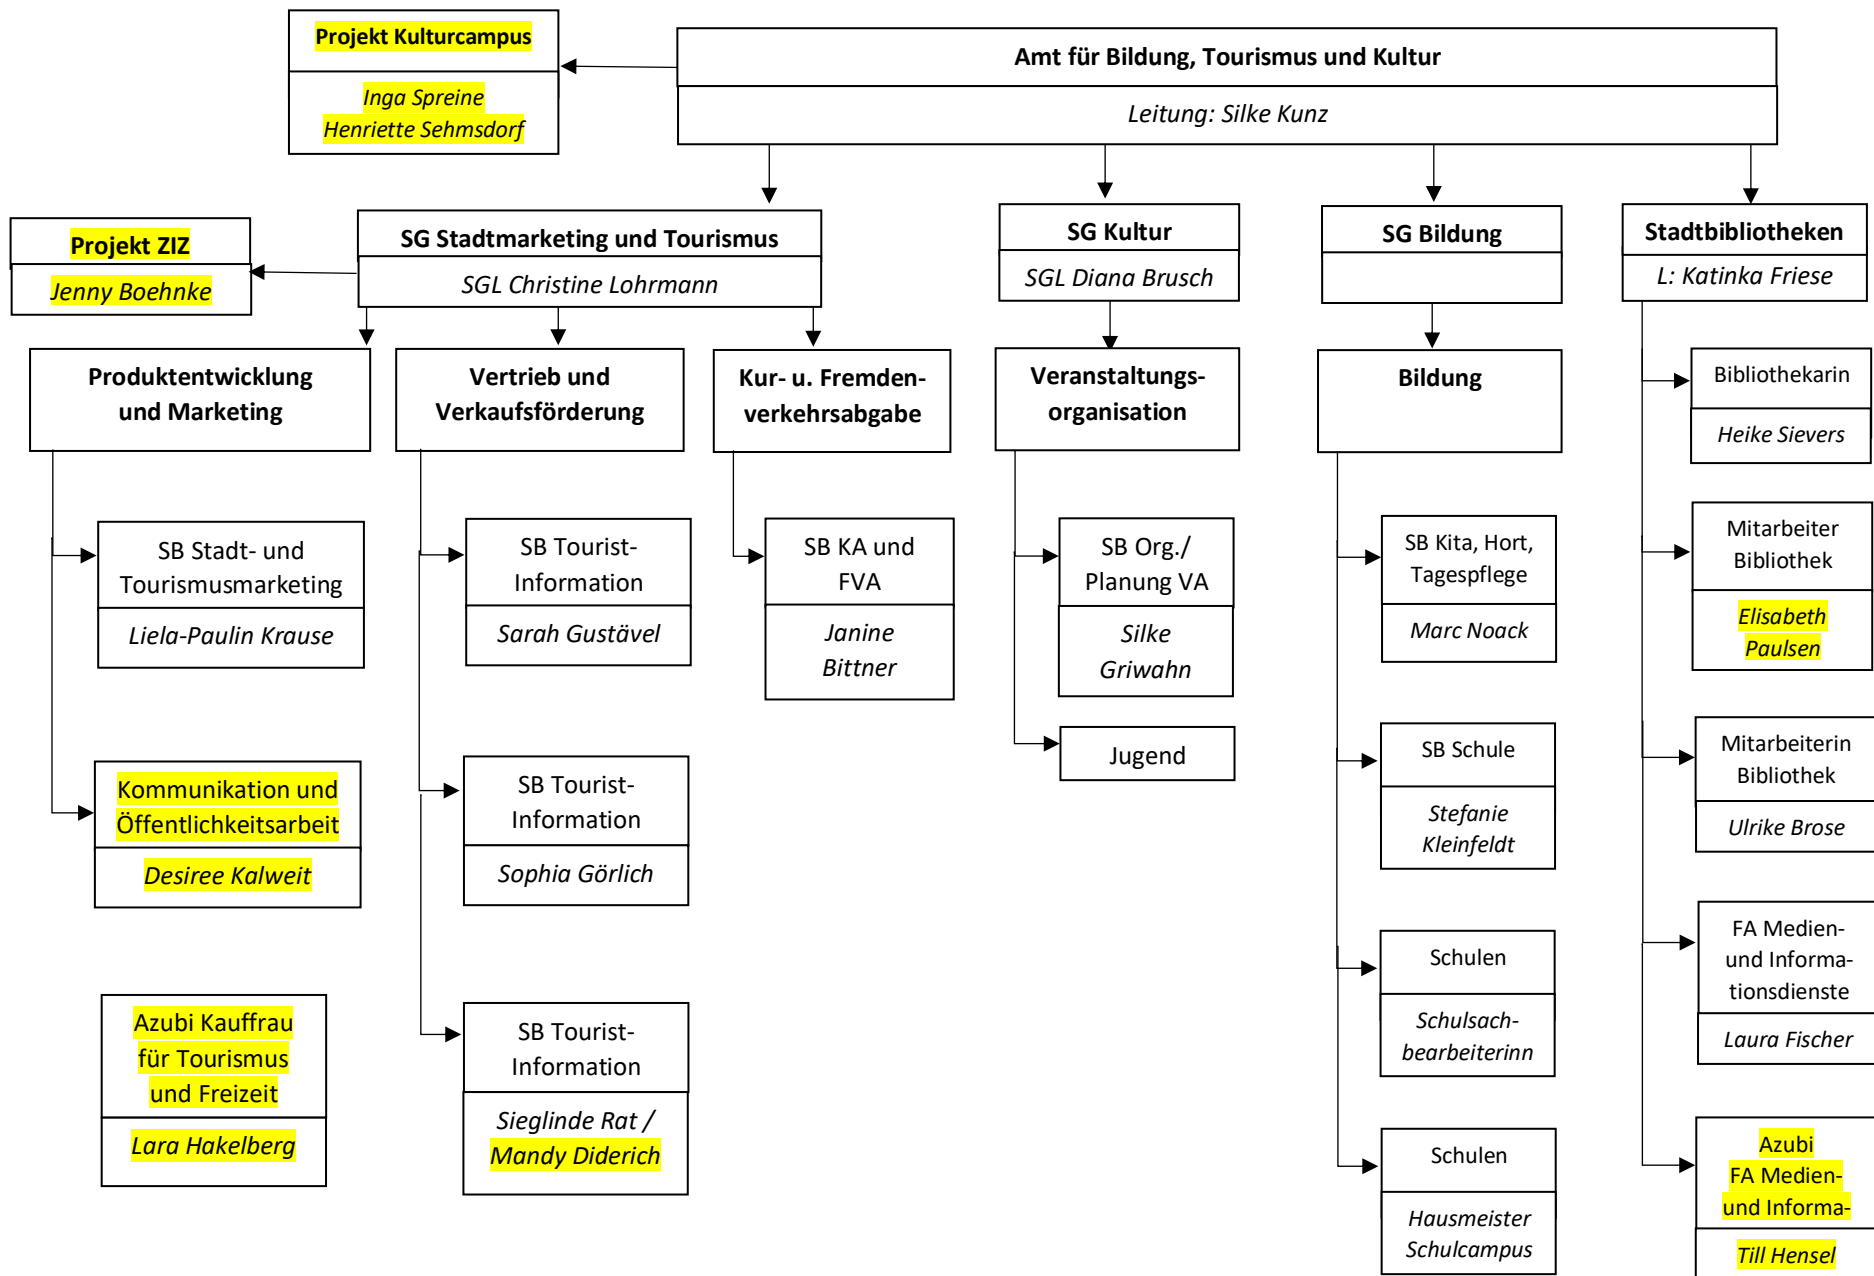 Projekt Kulturcampus
Inga Spreine
Henriette Sehmsdorf
Amt für Bildung, Tourismus und Kultur
Leitung: Silke Kunz
Projekt ZIZ
Jenny Boehnke
SG Stadtmarketing und Tourismus
SGL Christine Lohrmann
SG Kultur
SGL Diana Brusch
SG Bildung
Stadtbibliotheken
L: Katinka Friese
Produktentwicklung
und Marketing
Vertrieb und
Verkaufsförderung
Kur- u. Fremden-
verkehrsabgabe
Veranstaltungs-
organisation
Bildung
SB Stadt- und
Tourismusmarketing
Liela-Paulin Krause
Kommunikation und
Öffentlichkeitsarbeit
Desiree Kalweit
Azubi Kauffrau
für Tourismus
und Freizeit
Lara Hakelberg
SB Tourist-
Information
Sarah Gustävel
SB Tourist-
Information
Sophia Görlich
SB Tourist-
Information
Sieglinde Rat /
Mandy Diderich
SB KA und
FVA
Janine
Bittner
SB Org./
Planung VA
Silke
Griwahn
Jugend
SB Kita, Hort,
Tagespflege
Marc Noack
SB Schule
Stefanie
Kleinfeldt
Schulen
Schulsach-
bearbeiterinn
Schulen
Hausmeister
Schulcampus
Bibliothekarin
Heike Sievers
Mitarbeiter
Bibliothek
Elisabeth
Paulsen
Mitarbeiterin
Bibliothek
Ulrike Brose
FA Medien-
und Informa-
tionsdienste
Laura Fischer
Azubi
FA Medien-
und Informa-
Till Hensel